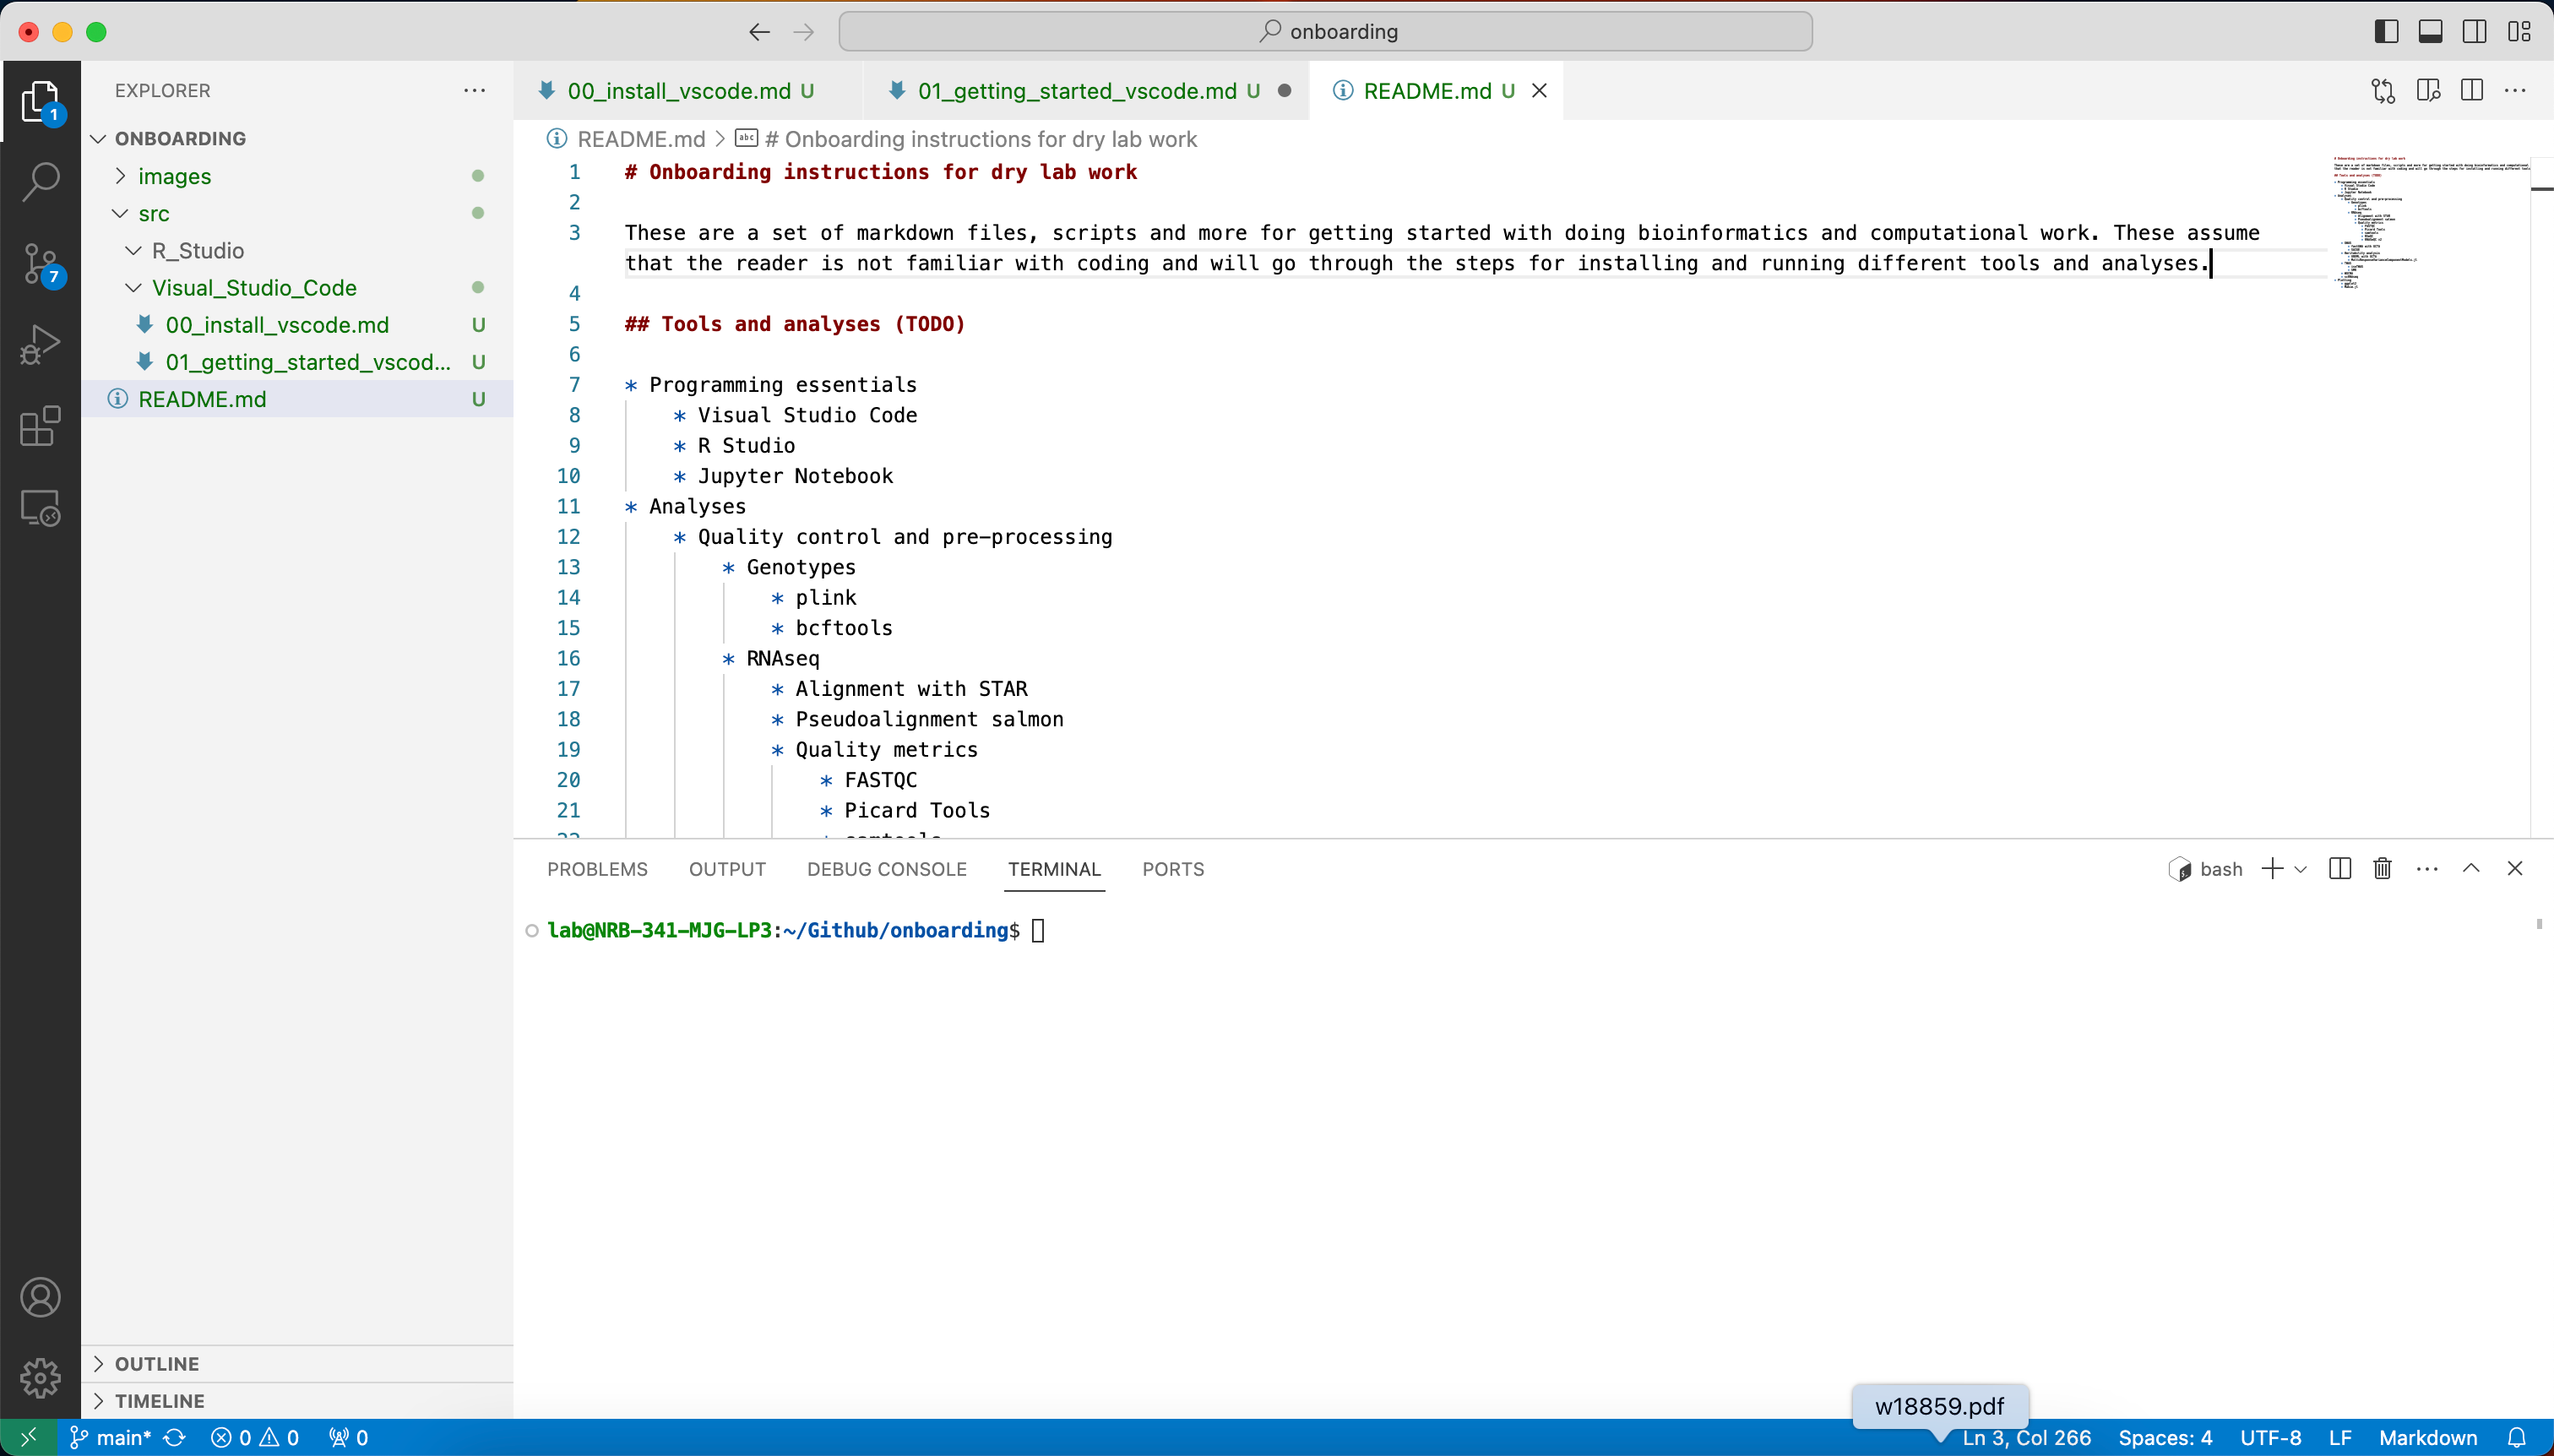 onboarding
EXPLORER
ONBOARDING
images
src
R_Studio
Visual_Studio_Code
00_install_vscode.md U
01_getting_started_vscod... U
README.md U
1
7
OUTLINE
TIMELINE
00_install_vscode.md U
01_getting_started_vscode.md U
README.md U
README.md > # Onboarding instructions for dry lab work
1 # Onboarding instructions for dry lab work
2
3 These are a set of markdown files, scripts and more for getting started with doing bioinformatics and computational work. These assume
that the reader is not familiar with coding and will go through the steps for installing and running different tools and analyses.
4
5 ## Tools and analyses (TODO)
6
7 * Programming essentials
8 * Visual Studio Code
9 * R Studio
10 * Jupyter Notebook
11 * Analyses
12 * Quality control and pre-processing
13 * Genotypes
14 * plink
15 * bcftools
16 * RNAseq
17 * Alignment with STAR
18 * Pseudoalignment salmon
19 * Quality metrics
20 * FASTQC
21 * Picard Tools
PROBLEMS OUTPUT DEBUG CONSOLE TERMINAL PORTS
bash
lab@NRB-341-MJG-LP3:~/Github/onboarding$
w18859.pdf
main* 0 0 0
Ln 3, Col 266 Spaces: 4 UTF-8 LF Markdown